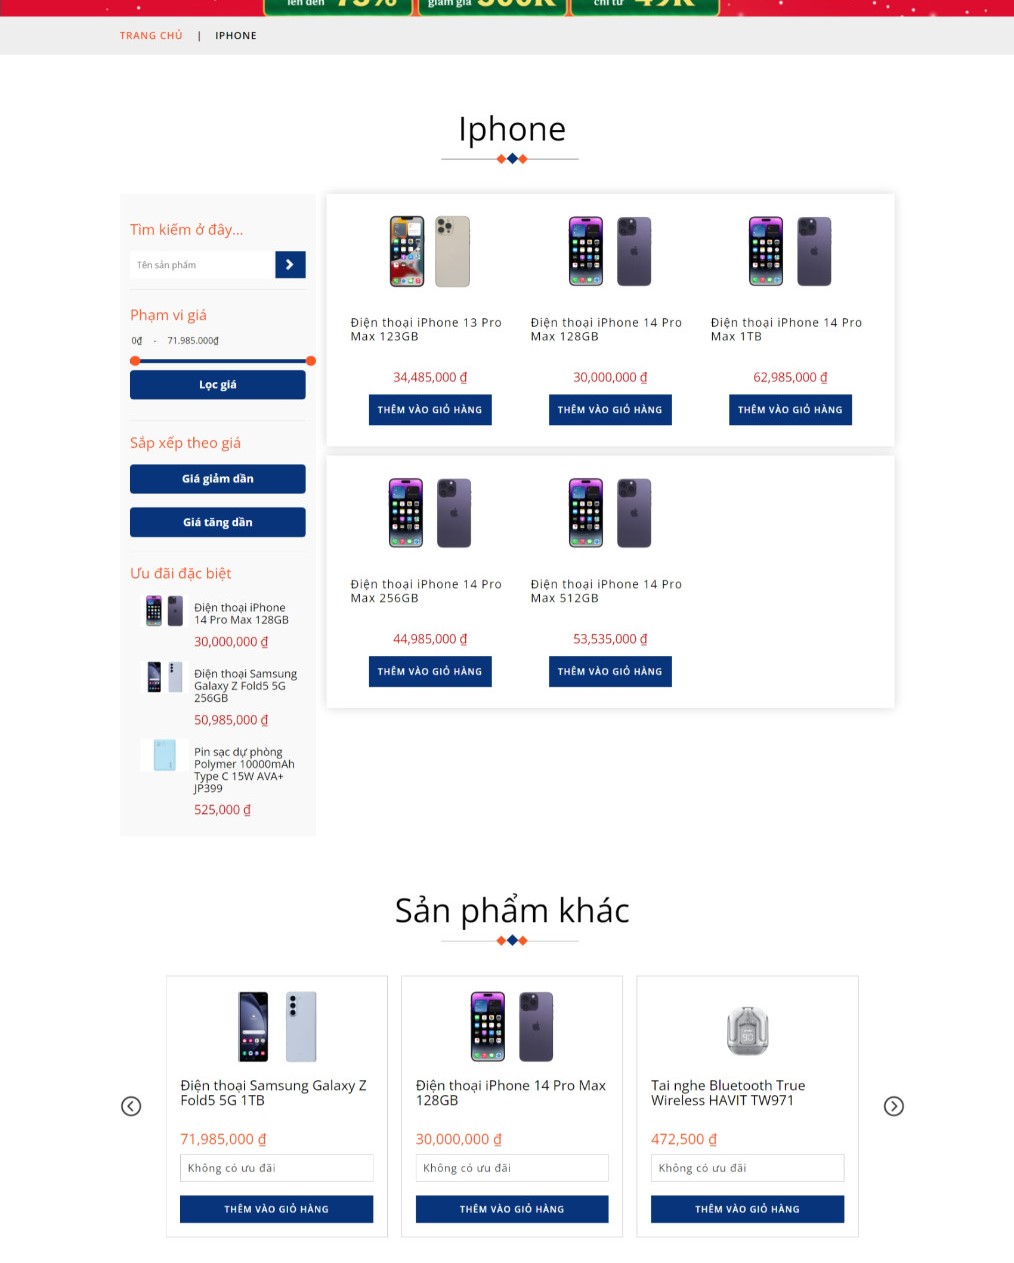 lên đến 75% giảm giá 500K chỉ từ 49K
TRANG CHỦ | IPHONE
Iphone
Tìm kiếm ở đây...
Tên sản phẩm
Phạm vi giá
0₫ - 71.985.000₫
Lọc giá
Sắp xếp theo giá
Giá giảm dần
Giá tăng dần
Ưu đãi đặc biệt
Điện thoại iPhone
14 Pro Max 128GB
30,000,000 ₫
Điện thoại Samsung
Galaxy Z Fold5 5G
256GB
50,985,000 ₫
Pin sạc dự phòng
Polymer 10000mAh
Type C 15W AVA+
JP399
525,000 ₫
Điện thoại iPhone 13 Pro
Max 123GB
34,485,000 ₫
THÊM VÀO GIỎ HÀNG
Điện thoại iPhone 14 Pro
Max 128GB
30,000,000 ₫
THÊM VÀO GIỎ HÀNG
Điện thoại iPhone 14 Pro
Max 1TB
62,985,000 ₫
THÊM VÀO GIỎ HÀNG
Điện thoại iPhone 14 Pro
Max 256GB
44,985,000 ₫
THÊM VÀO GIỎ HÀNG
Điện thoại iPhone 14 Pro
Max 512GB
53,535,000 ₫
THÊM VÀO GIỎ HÀNG
Sản phẩm khác
Điện thoại Samsung Galaxy Z
Fold5 5G 1TB
71,985,000 ₫
Không có ưu đãi
THÊM VÀO GIỎ HÀNG
Điện thoại iPhone 14 Pro Max
128GB
30,000,000 ₫
Không có ưu đãi
THÊM VÀO GIỎ HÀNG
Tai nghe Bluetooth True
Wireless HAVIT TW971
472,500 ₫
Không có ưu đãi
THÊM VÀO GIỎ HÀNG